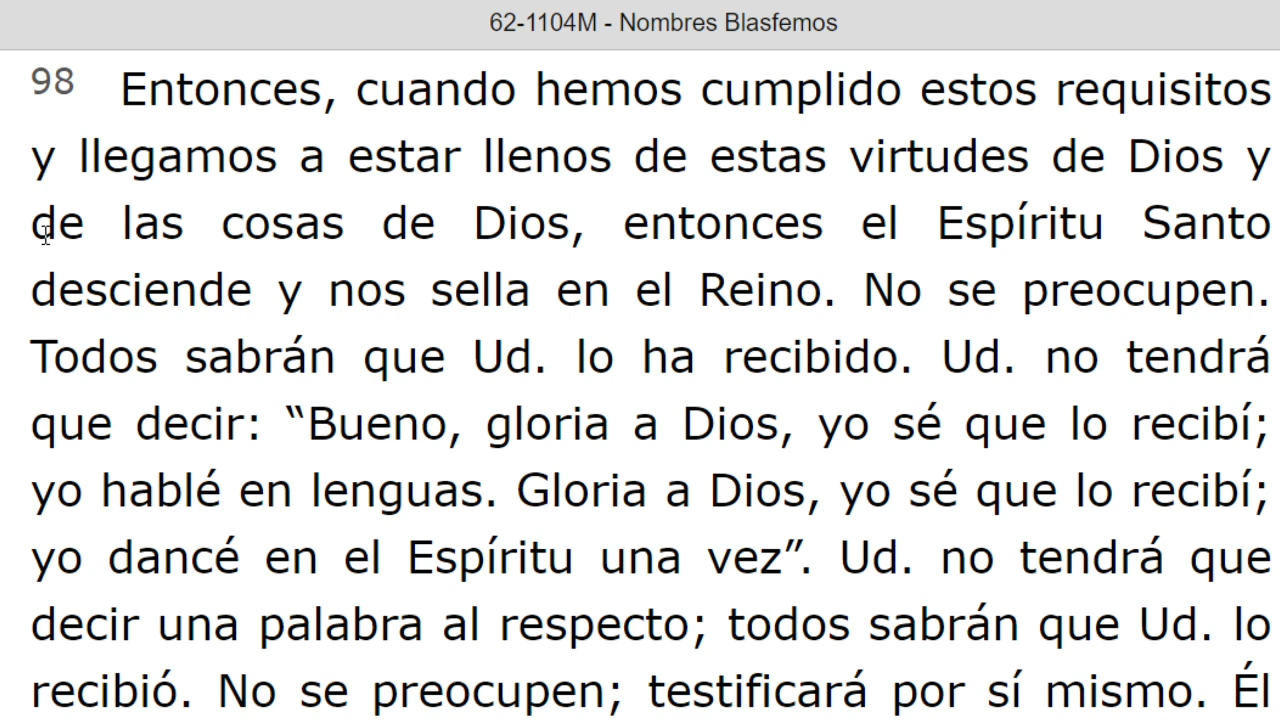 62-1104M - Nombres Blasfemos
98 Entonces, cuando hemos cumplido estos requisitos
y llegamos a estar llenos de estas virtudes de Dios y
de las cosas de Dios, entonces el Espíritu Santo
desciende y nos sella en el Reino. No se preocupen.
Todos sabrán que Ud. lo ha recibido. Ud. no tendrá
que decir: “Bueno, gloria a Dios, yo sé que lo recibí;
yo hablé en lenguas. Gloria a Dios, yo sé que lo recibí;
yo dancé en el Espíritu una vez”. Ud. no tendrá que
decir una palabra al respecto; todos sabrán que Ud. lo
recibió. No se preocupen; testificará por sí mismo. Él